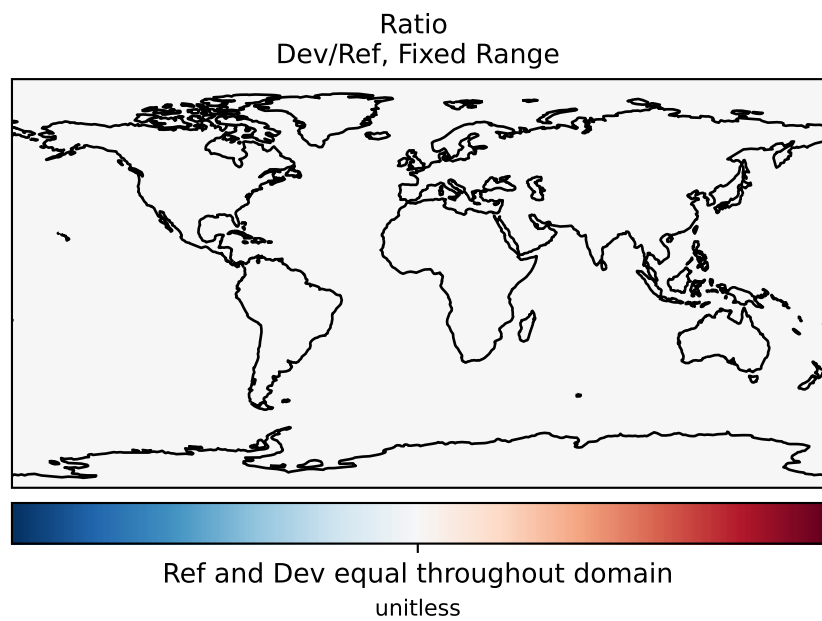 Ratio
Dev/Ref, Fixed Range
Ref and Dev equal throughout domain
unitless